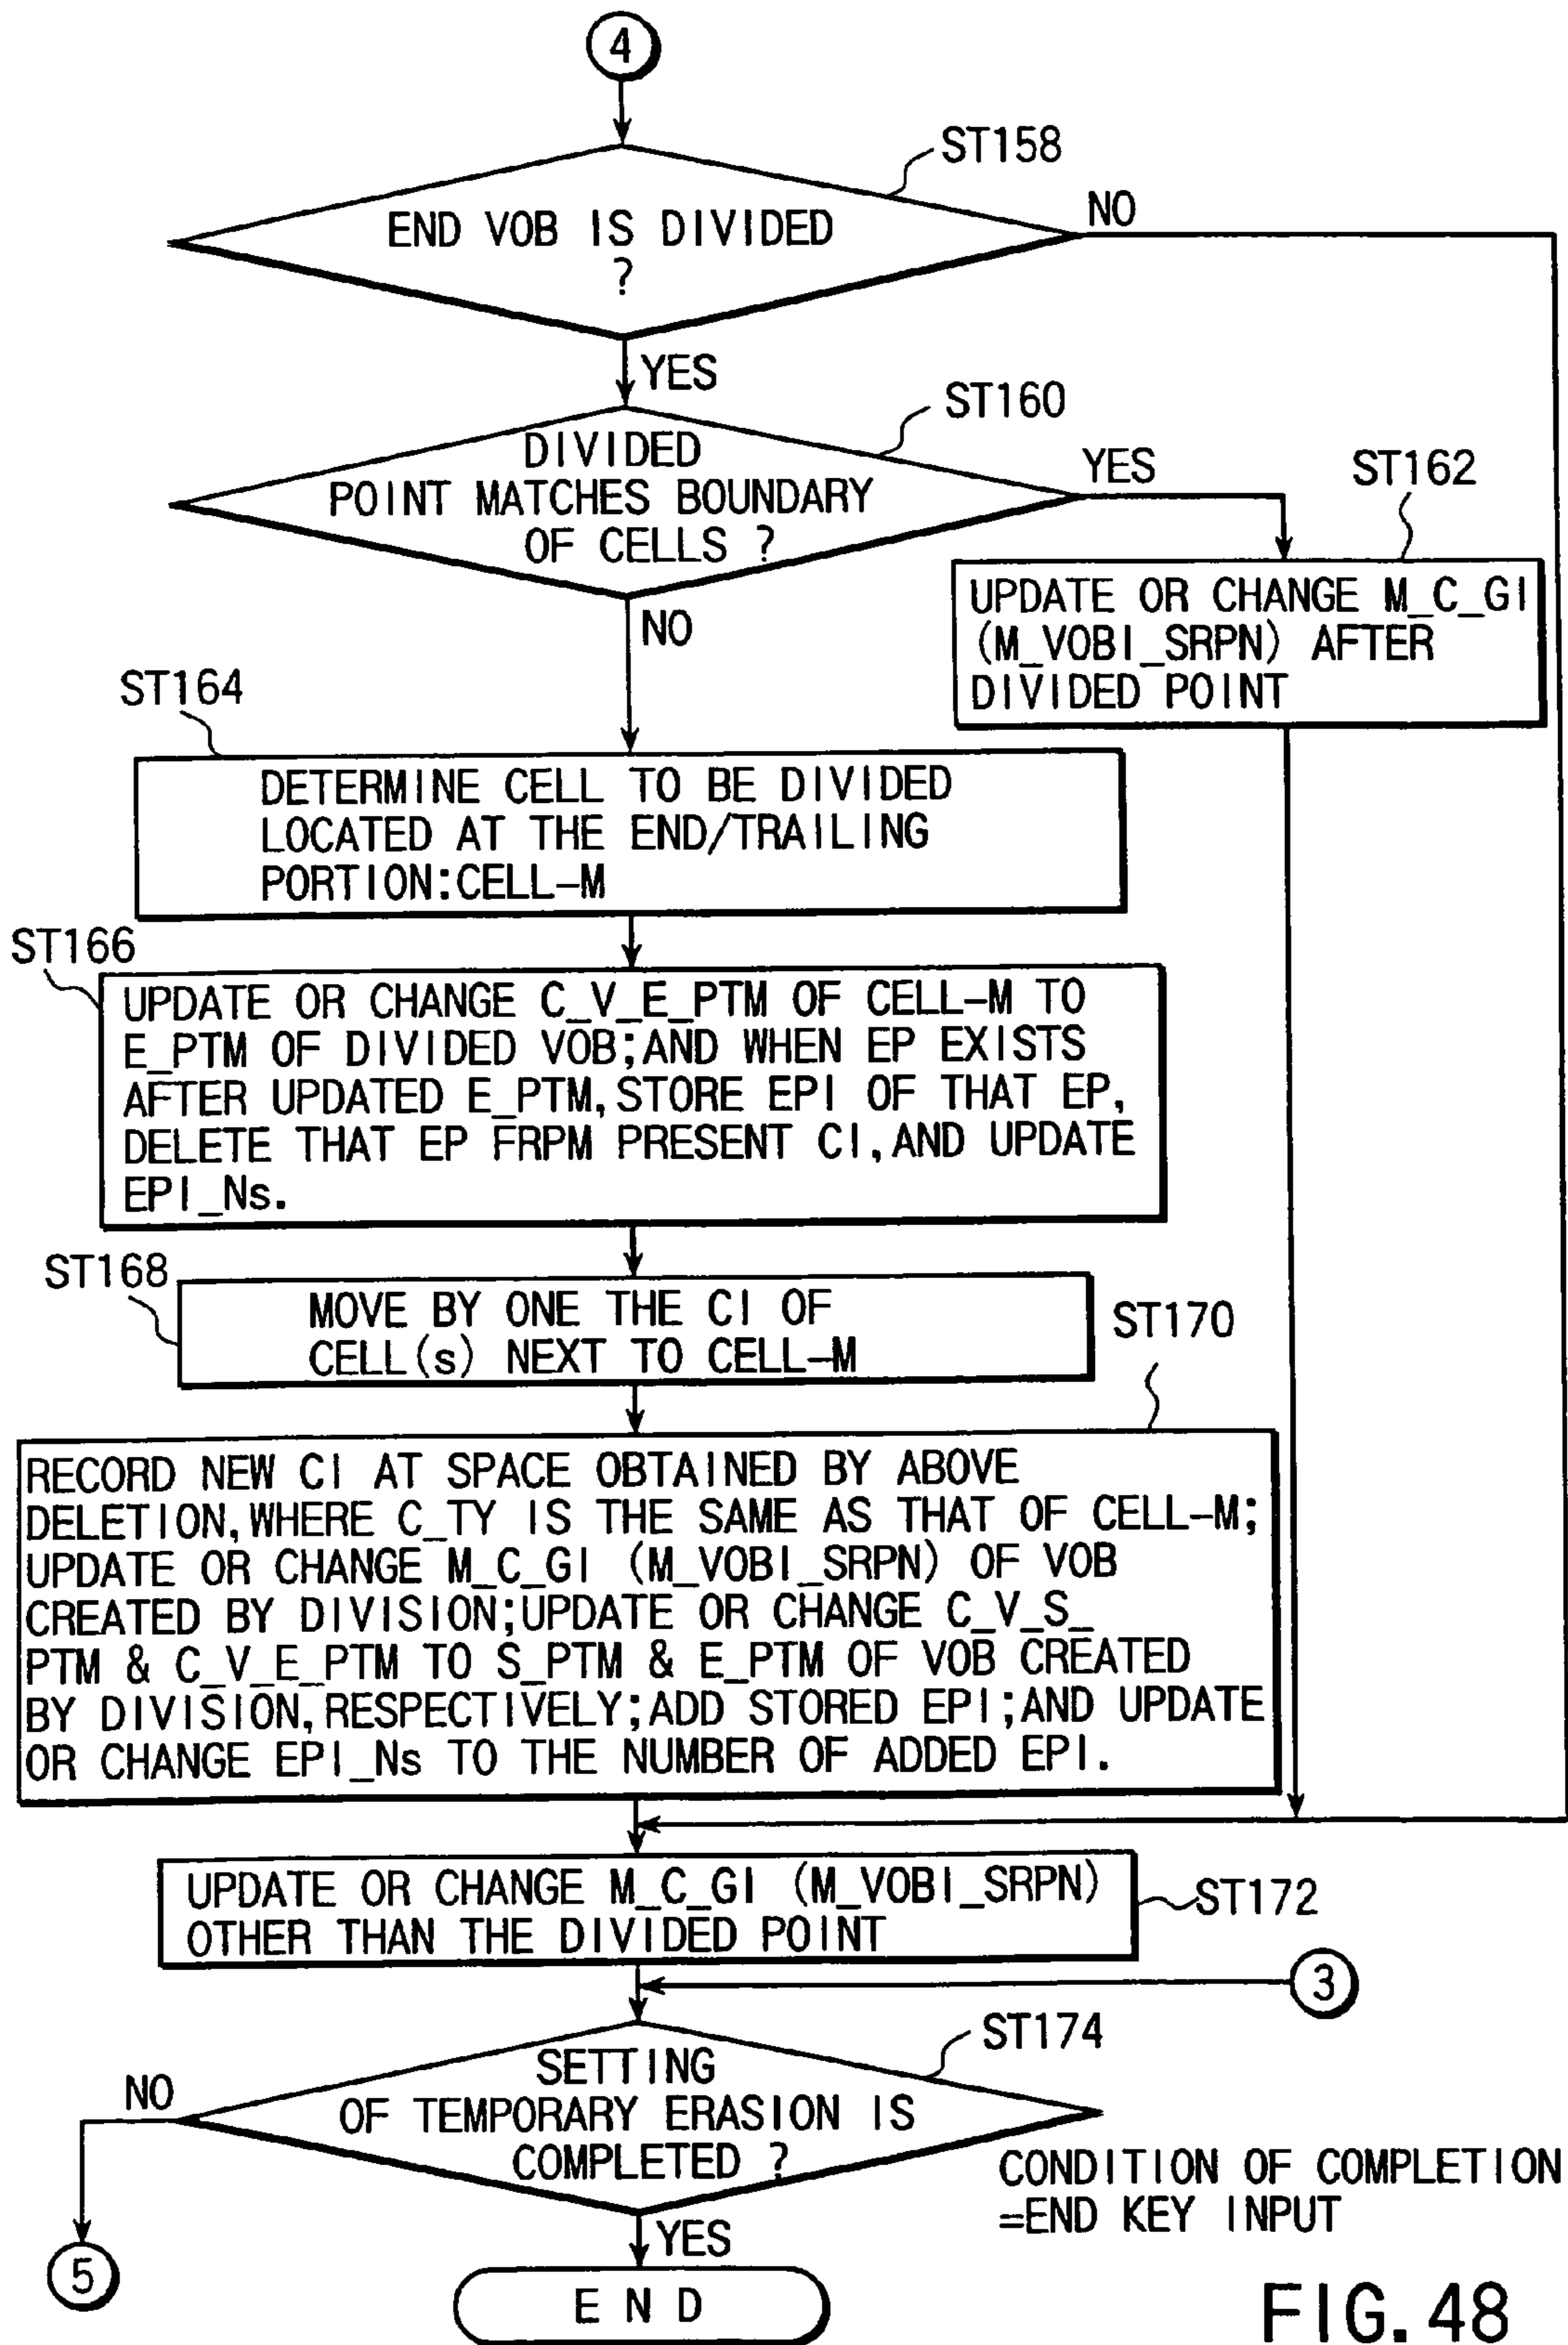 4
ST158
END VOB IS DIVIDED
?
NO
YES
ST160
DIVIDED
POINT MATCHES BOUNDARY
OF CELLS ?
YES
ST162
NO
UPDATE OR CHANGE M_C_GI
(M_VOBI_SRPN) AFTER
DIVIDED POINT
ST164
DETERMINE CELL TO BE DIVIDED
LOCATED AT THE END/TRAILING
PORTION:CELL-M
ST166
UPDATE OR CHANGE C_V_E_PTM OF CELL-M TO
E_PTM OF DIVIDED VOB;AND WHEN EP EXISTS
AFTER UPDATED E_PTM,STORE EPI OF THAT EP,
DELETE THAT EP FRPM PRESENT CI,AND UPDATE
EPI_Ns.
ST168
MOVE BY ONE THE CI OF
CELL(s) NEXT TO CELL-M
ST170
RECORD NEW CI AT SPACE OBTAINED BY ABOVE
DELETION,WHERE C_TY IS THE SAME AS THAT OF CELL-M;
UPDATE OR CHANGE M_C_GI (M_VOBI_SRPN) OF VOB
CREATED BY DIVISION;UPDATE OR CHANGE C_V_S_
PTM & C_V_E_PTM TO S_PTM & E_PTM OF VOB CREATED
BY DIVISION,RESPECTIVELY;ADD STORED EPI;AND UPDATE
OR CHANGE EPI_Ns TO THE NUMBER OF ADDED EPI.
UPDATE OR CHANGE M_C_GI (M_VOBI_SRPN)
OTHER THAN THE DIVIDED POINT
ST172
3
ST174
SETTING
OF TEMPORARY ERASION IS
COMPLETED ?
NO
CONDITION OF COMPLETION
=END KEY INPUT
YES
5
END
FIG. 48